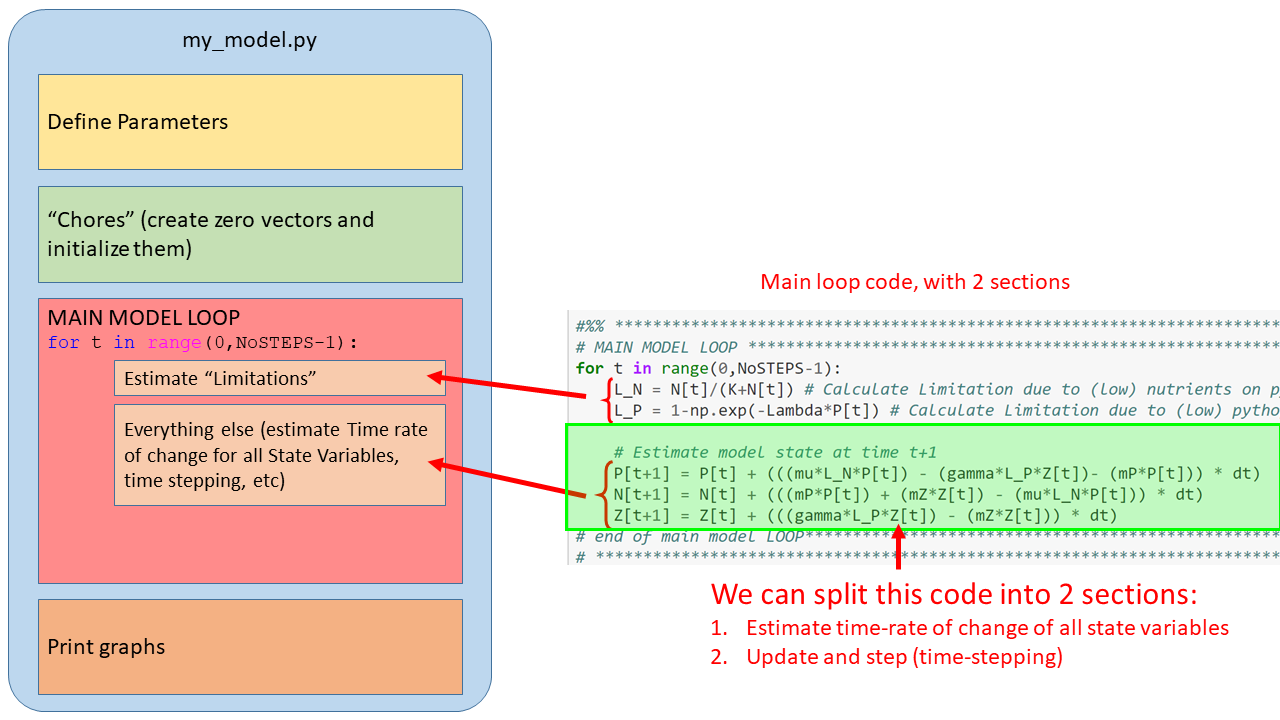 my_model.py
Define Parameters
“Chores” (create zero vectors and
initialize them)
MAIN MODEL LOOP
for t in range(0,NoSTEPS-1):
Estimate “Limitations”
Everything else (estimate Time rate
of change for all State Variables,
time stepping, etc)
Print graphs
Main loop code, with 2 sections
#%% **********************************************************************
# MAIN MODEL LOOP ********************************************************
for t in range(0,NoSTEPS-1):
L_N = N[t]/(K+N[t]) # Calculate Limitation due to (low) nutrients on p
L_P = 1-np.exp(-Lambda*P[t]) # Calculate Limitation due to (low) pytho
# Estimate model state at time t+1
P[t+1] = P[t] + (((mu*L_N*P[t]) - (gamma*L_P*Z[t])- (mP*P[t])) * dt)
N[t+1] = N[t] + (((mP*P[t]) + (mZ*Z[t]) - (mu*L_N*P[t])) * dt)
Z[t+1] = Z[t] + (((gamma*L_P*Z[t]) - (mZ*Z[t])) * dt)
# end of main model LOOP**************************************************
# ************************************************************************
We can split this code into 2 sections:
1. Estimate time-rate of change of all state variables
2. Update and step (time-stepping)